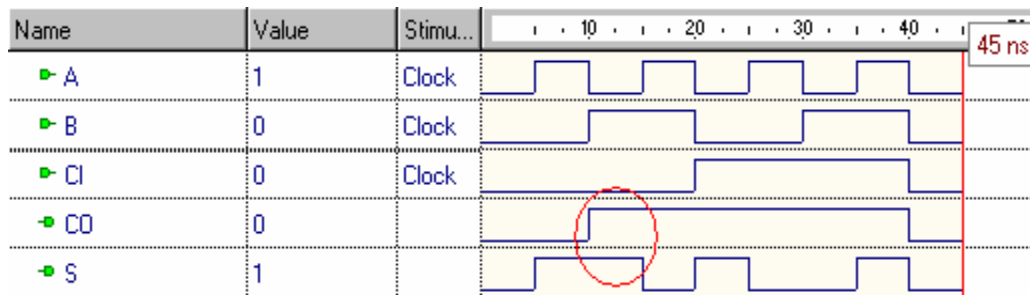 Name Value Stimu... 10 20 30 40
45 ns
A 1 Clock
B 0 Clock
CI 0 Clock
CO 0
S 1